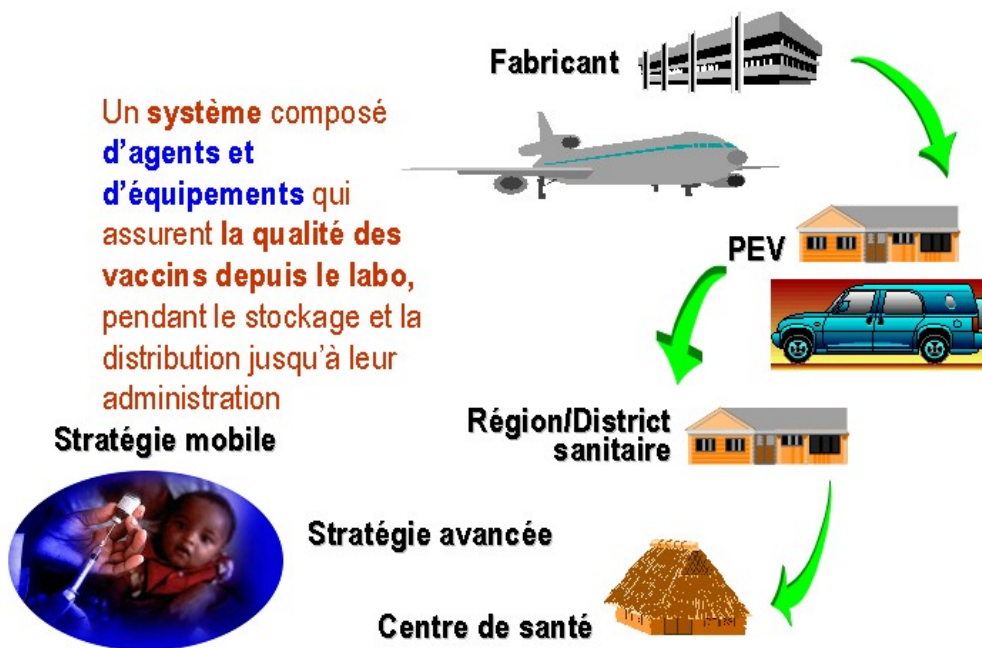 Fabricant
Un système composé
d’agents et
d’équipements qui
assurent la qualité des
vaccins depuis le labo,
pendant le stockage et la
distribution jusqu’à leur
administration
PEV
Région/District
sanitaire
Stratégie mobile
Stratégie avancée
Centre de santé